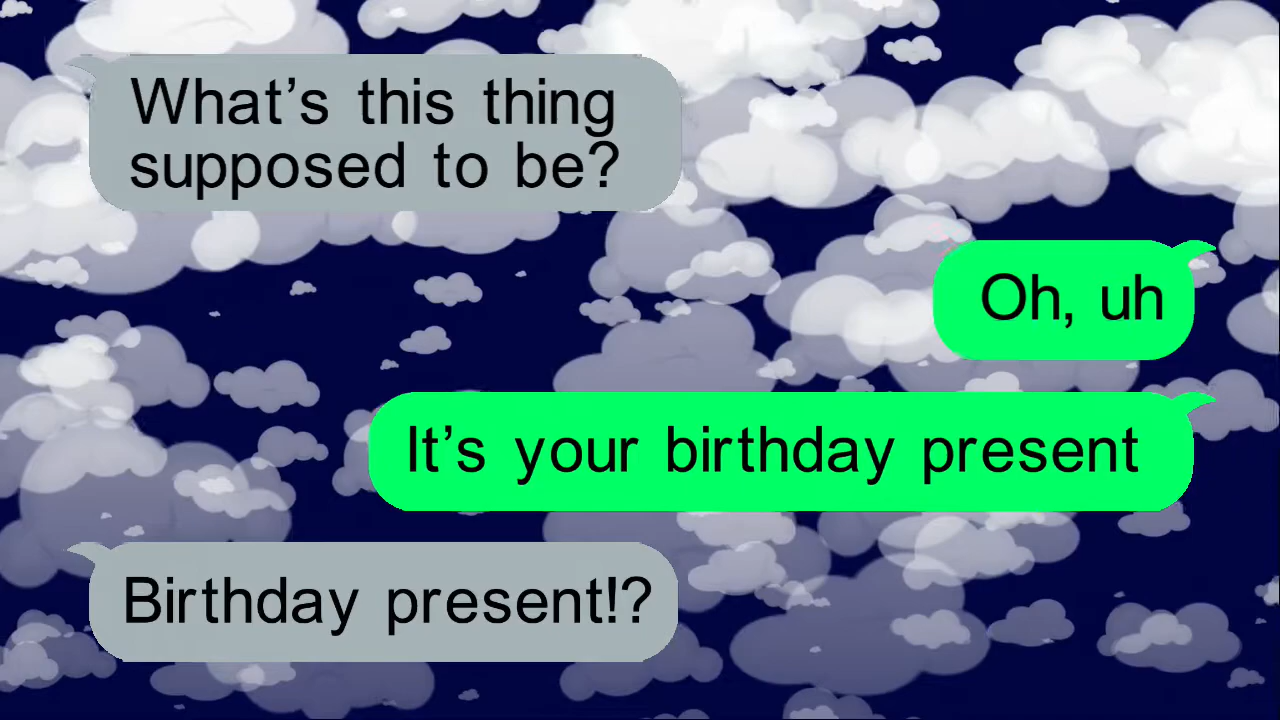 What’s this thing
supposed to be?
Oh, uh
It’s your birthday present
Birthday present!?